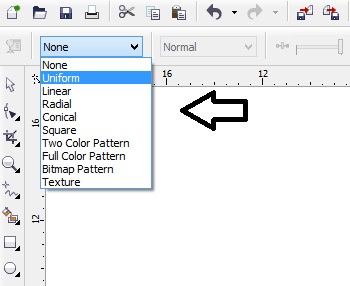 None
Normal
None
Uniform
Linear
Radial
Conical
Square
Two Color Pattern
Full Color Pattern
Bitmap Pattern
Texture
16
12
16
12